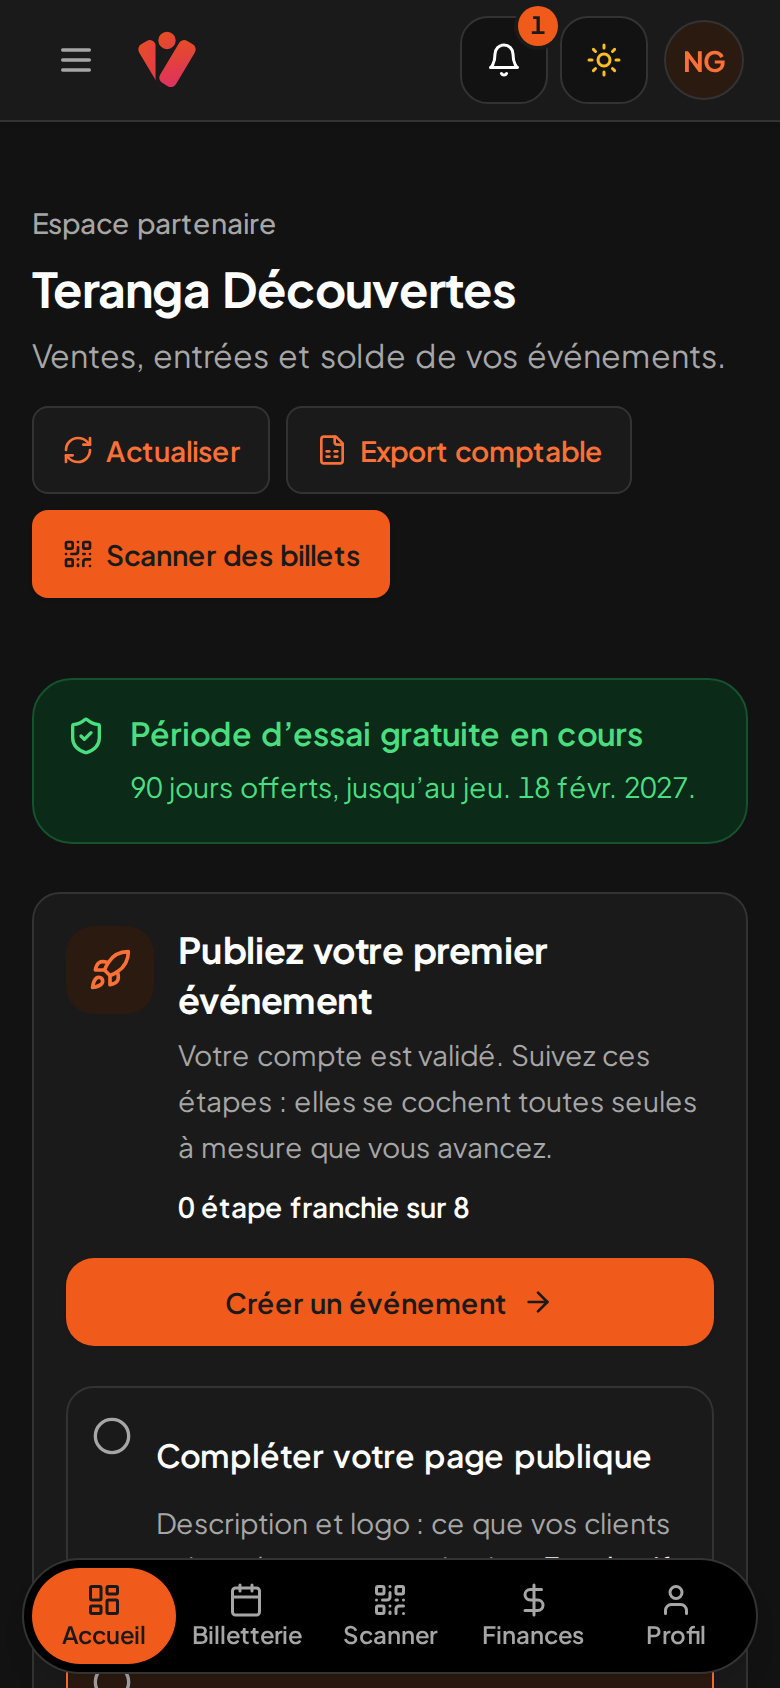 1
NG
Espace partenaire
Teranga Découvertes
Ventes, entrées et solde de vos événements.
Actualiser
Export comptable
Scanner des billets
Période d’essai gratuite en cours
90 jours offerts, jusqu’au jeu. 18 févr. 2027.
Publiez votre premier
événement
Votre compte est validé. Suivez ces
étapes : elles se cochent toutes seules
à mesure que vous avancez.
0 étape franchie sur 8
Créer un événement
Compléter votre page publique
Description et logo : ce que vos clients
Accueil
Billetterie
Scanner
Finances
Profil